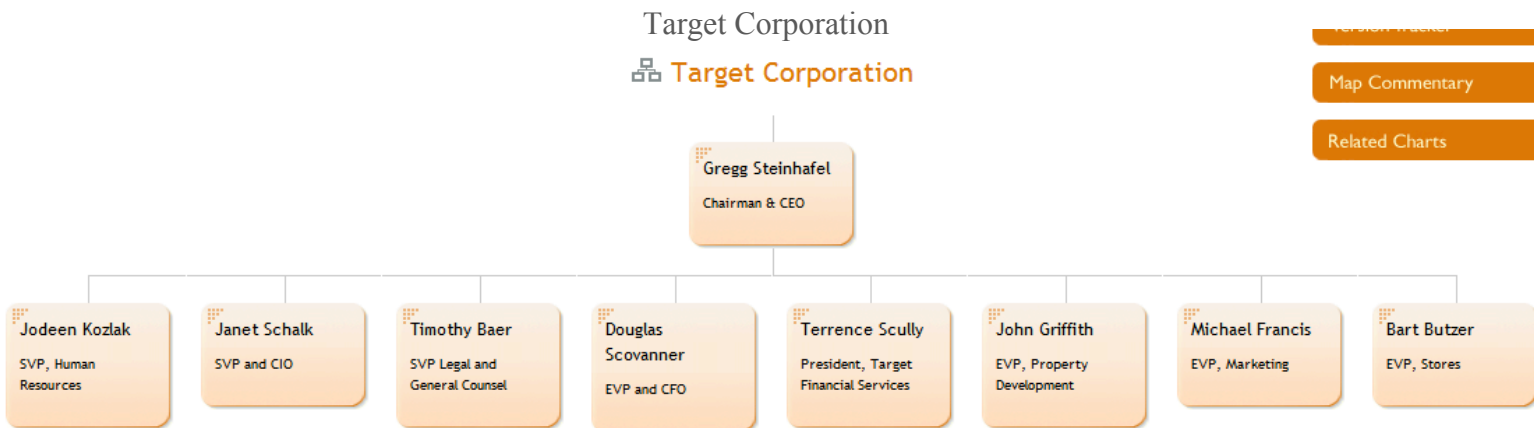 Target Corporation
Target Corporation
Version Tracker
Map Commentary
Related Charts
Gregg Steinhafel
Chairman & CEO
Jodeen Kozlak
SVP, Human
Resources
Janet Schalk
SVP and CIO
Timothy Baer
SVP Legal and
General Counsel
Douglas
Scovanner
EVP and CFO
Terrence Scully
President, Target
Financial Services
John Griffith
EVP, Property
Development
Michael Francis
EVP, Marketing
Bart Butzer
EVP, Stores